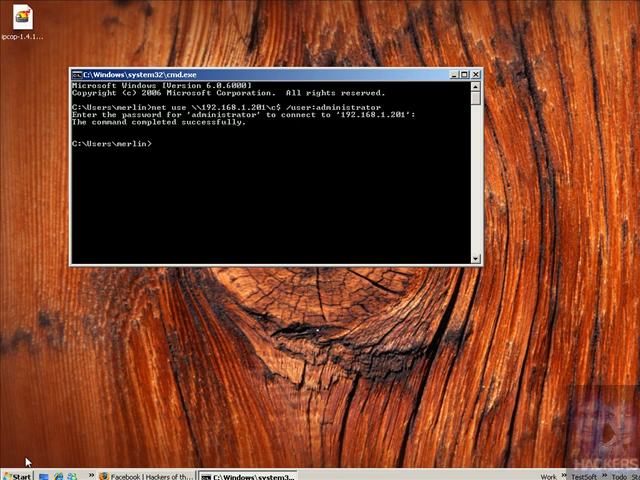 ipcop-1.4.1...
C:\Windows\system32\cmd.exe
Microsoft Windows [Version 6.0.6000]
Copyright (c) 2006 Microsoft Corporation. All rights reserved.
C:\Users\merlin>net use \\192.168.1.201\c$ /user:administrator
Enter the password for 'administrator' to connect to '192.168.1.201':
The command completed successfully.
C:\Users\merlin>
HACKERS
Start
Facebook | Hackers of th...
C:\Windows\system3...
Work
TestSoft
Todo
St